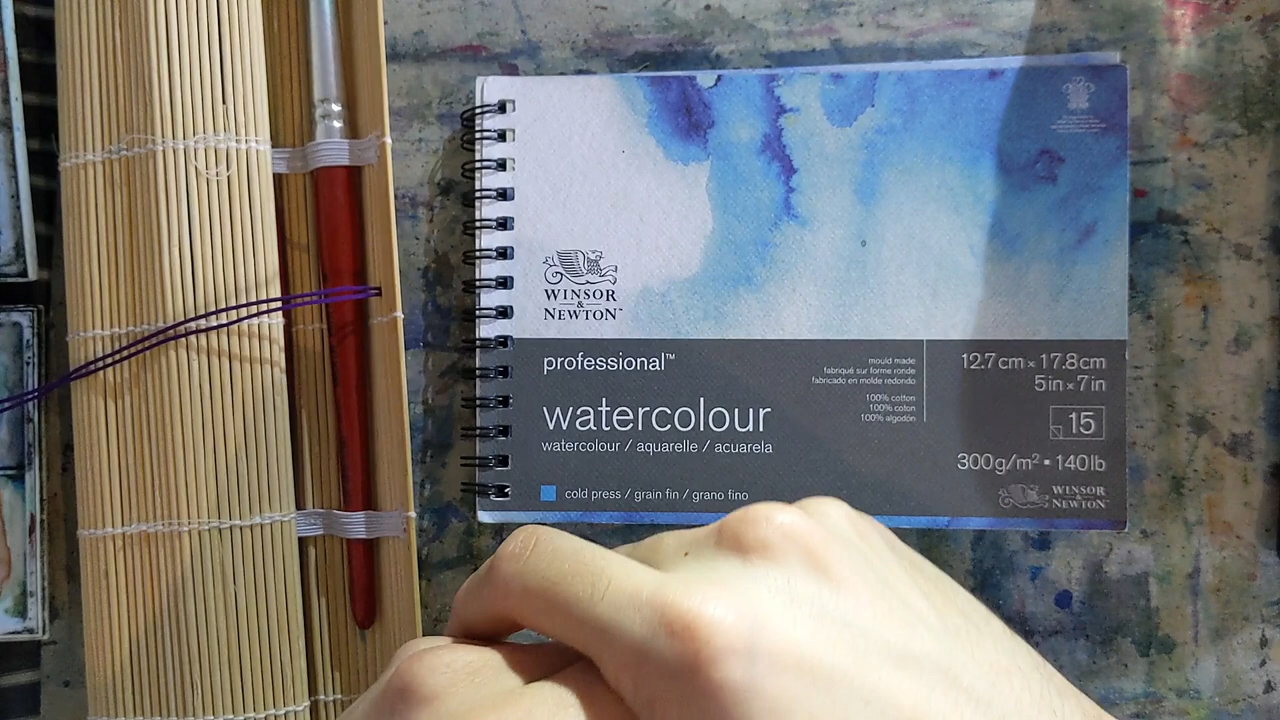 WINSOR
&
NEWTON™
professional™
watercolour
watercolour / aquarelle / acuarela
cold press / grain fin / grano fino
mould made
fabriqué sur forme ronde
fabricado en molde redondo
100% cotton
100% coton
100% algodón
12.7cm x 17.8cm
5in x 7in
15
300g/m² ▪ 140lb
WINSOR
&
NEWTON™